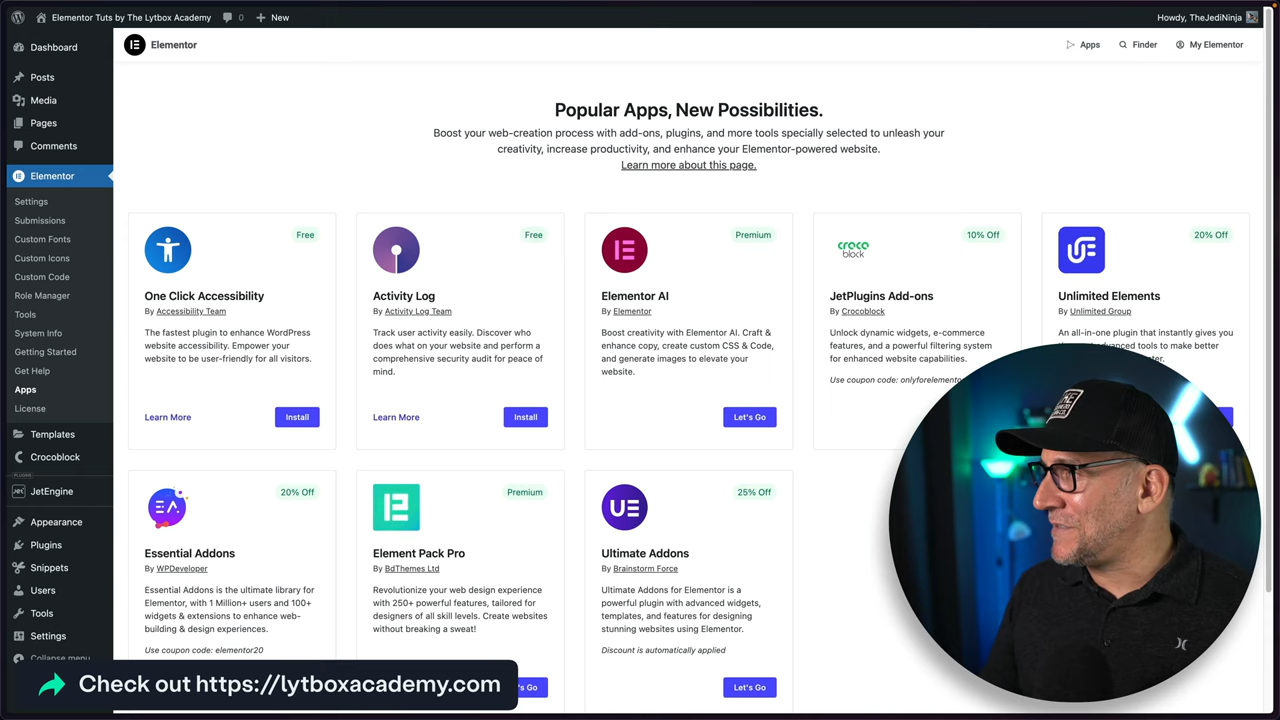 Elementor Tuts by The Lytbox Academy
0
New
Howdy, TheJediNinja
Dashboard
Posts
Media
Pages
Comments
Elementor
Settings
Submissions
Custom Fonts
Custom Icons
Custom Code
Role Manager
Tools
System Info
Getting Started
Get Help
Apps
License
Templates
Crocoblock
JetEngine
Appearance
Plugins
Snippets
Users
Tools
Settings
Collapse menu
Elementor
Apps
Finder
My Elementor
Popular Apps, New Possibilities.
Boost your web-creation process with add-ons, plugins, and more tools specially selected to unleash your
creativity, increase productivity, and enhance your Elementor-powered website.
Learn more about this page.
Free
One Click Accessibility
By Accessibility Team
The fastest plugin to enhance WordPress
website accessibility. Empower your
website to be user-friendly for all visitors.
Learn More
Install
Free
Activity Log
By Activity Log Team
Track user activity easily. Discover who
does what on your website and perform a
comprehensive security audit for peace of
mind.
Learn More
Install
Premium
Elementor AI
By Elementor
Boost creativity with Elementor AI. Craft &
enhance copy, create custom CSS & Code,
and generate images to elevate your
website.
Let's Go
croco
block
10% Off
JetPlugins Add-ons
By Crocoblock
Unlock dynamic widgets, e-commerce
features, and a powerful filtering system
for enhanced website capabilities.
Use coupon code: onlyforelemento
20% Off
Unlimited Elements
By Unlimited Group
An all-in-one plugin that instantly gives you
EA
20% Off
Essential Addons
By WPDeveloper
Essential Addons is the ultimate library for
Elementor, with 1 Million+ users and 100+
widgets & extensions to enhance web-
building & design experiences.
Use coupon code: elementor20
Premium
Element Pack Pro
By BdThemes Ltd
Revolutionize your web design experience
with 250+ powerful features, tailored for
designers of all skill levels. Create websites
without breaking a sweat!
's Go
UE
25% Off
Ultimate Addons
By Brainstorm Force
Ultimate Addons for Elementor is a
powerful plugin with advanced widgets,
templates, and features for designing
stunning websites using Elementor.
Discount is automatically applied
Let's Go
Check out https://lytboxacademy.com